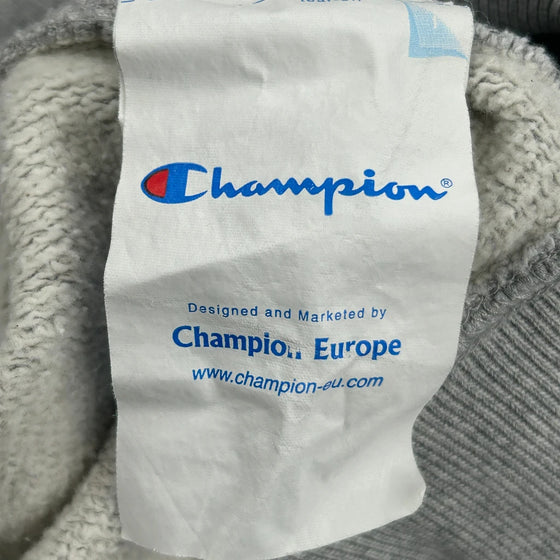 Champion®
Designed and Marketed by
Champion Europe
www.champion-eu.com